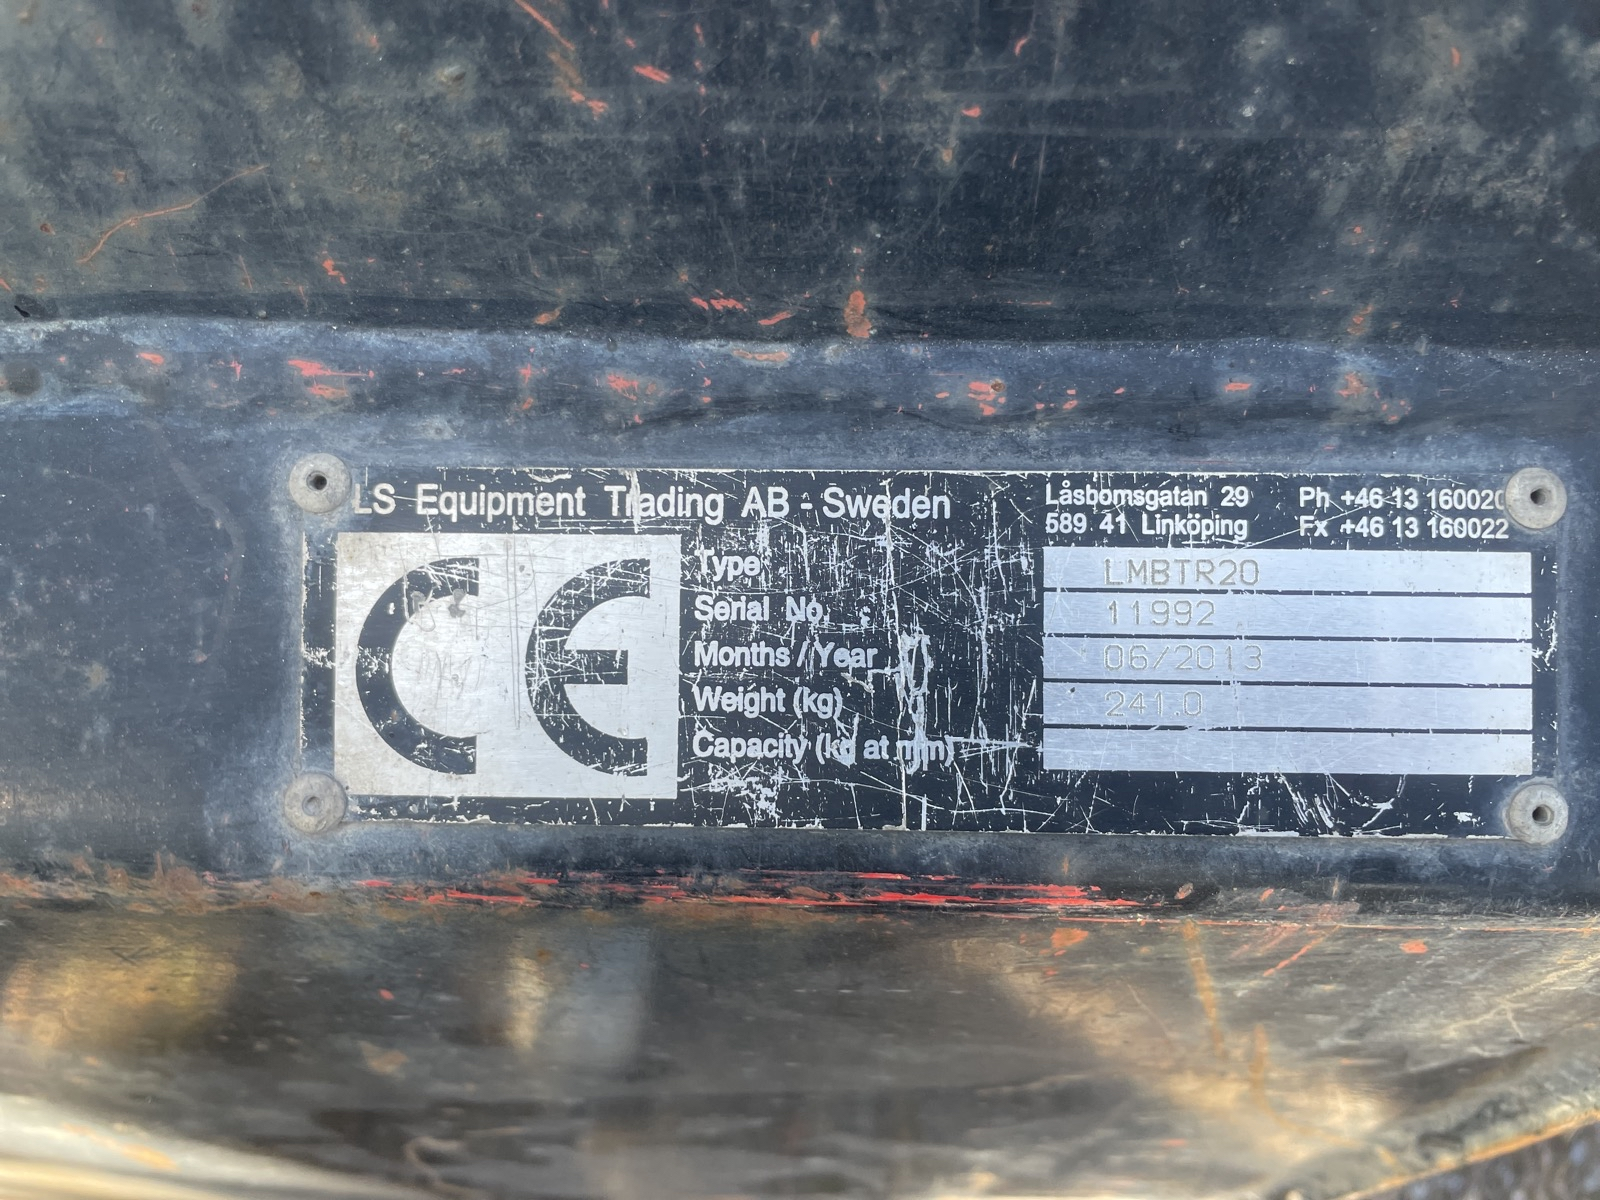 LS Equipment Trading AB - Sweden
Låsbomsgatan 29 Ph +46 13 160020
589 41 Linköping Fx +46 13 160022
CE
Type LMBTR20
Serial No. 11992
Months / Year 06/2013
Weight (kg) 241.0
Capacity (kg at mm)